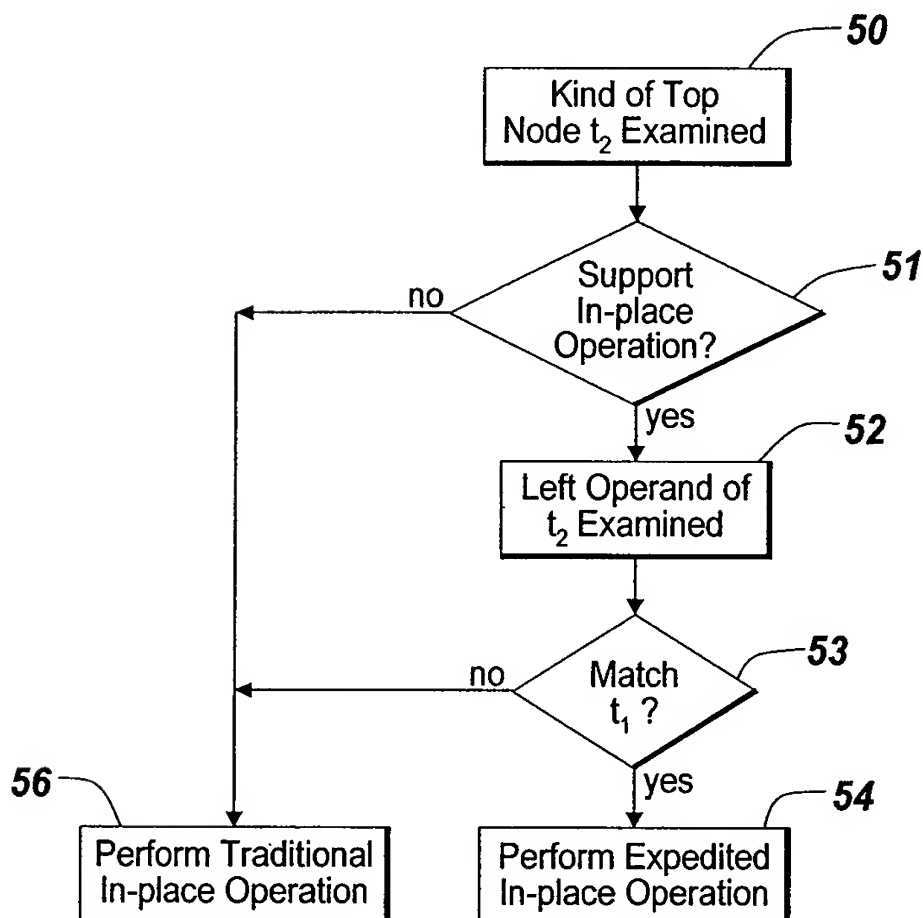 50
Kind of Top
Node t₂ Examined
51
Support
In-place
Operation?
no
yes
52
Left Operand of
t₂ Examined
53
Match
t₁ ?
no
yes
56
Perform Traditional
In-place Operation
54
Perform Expedited
In-place Operation